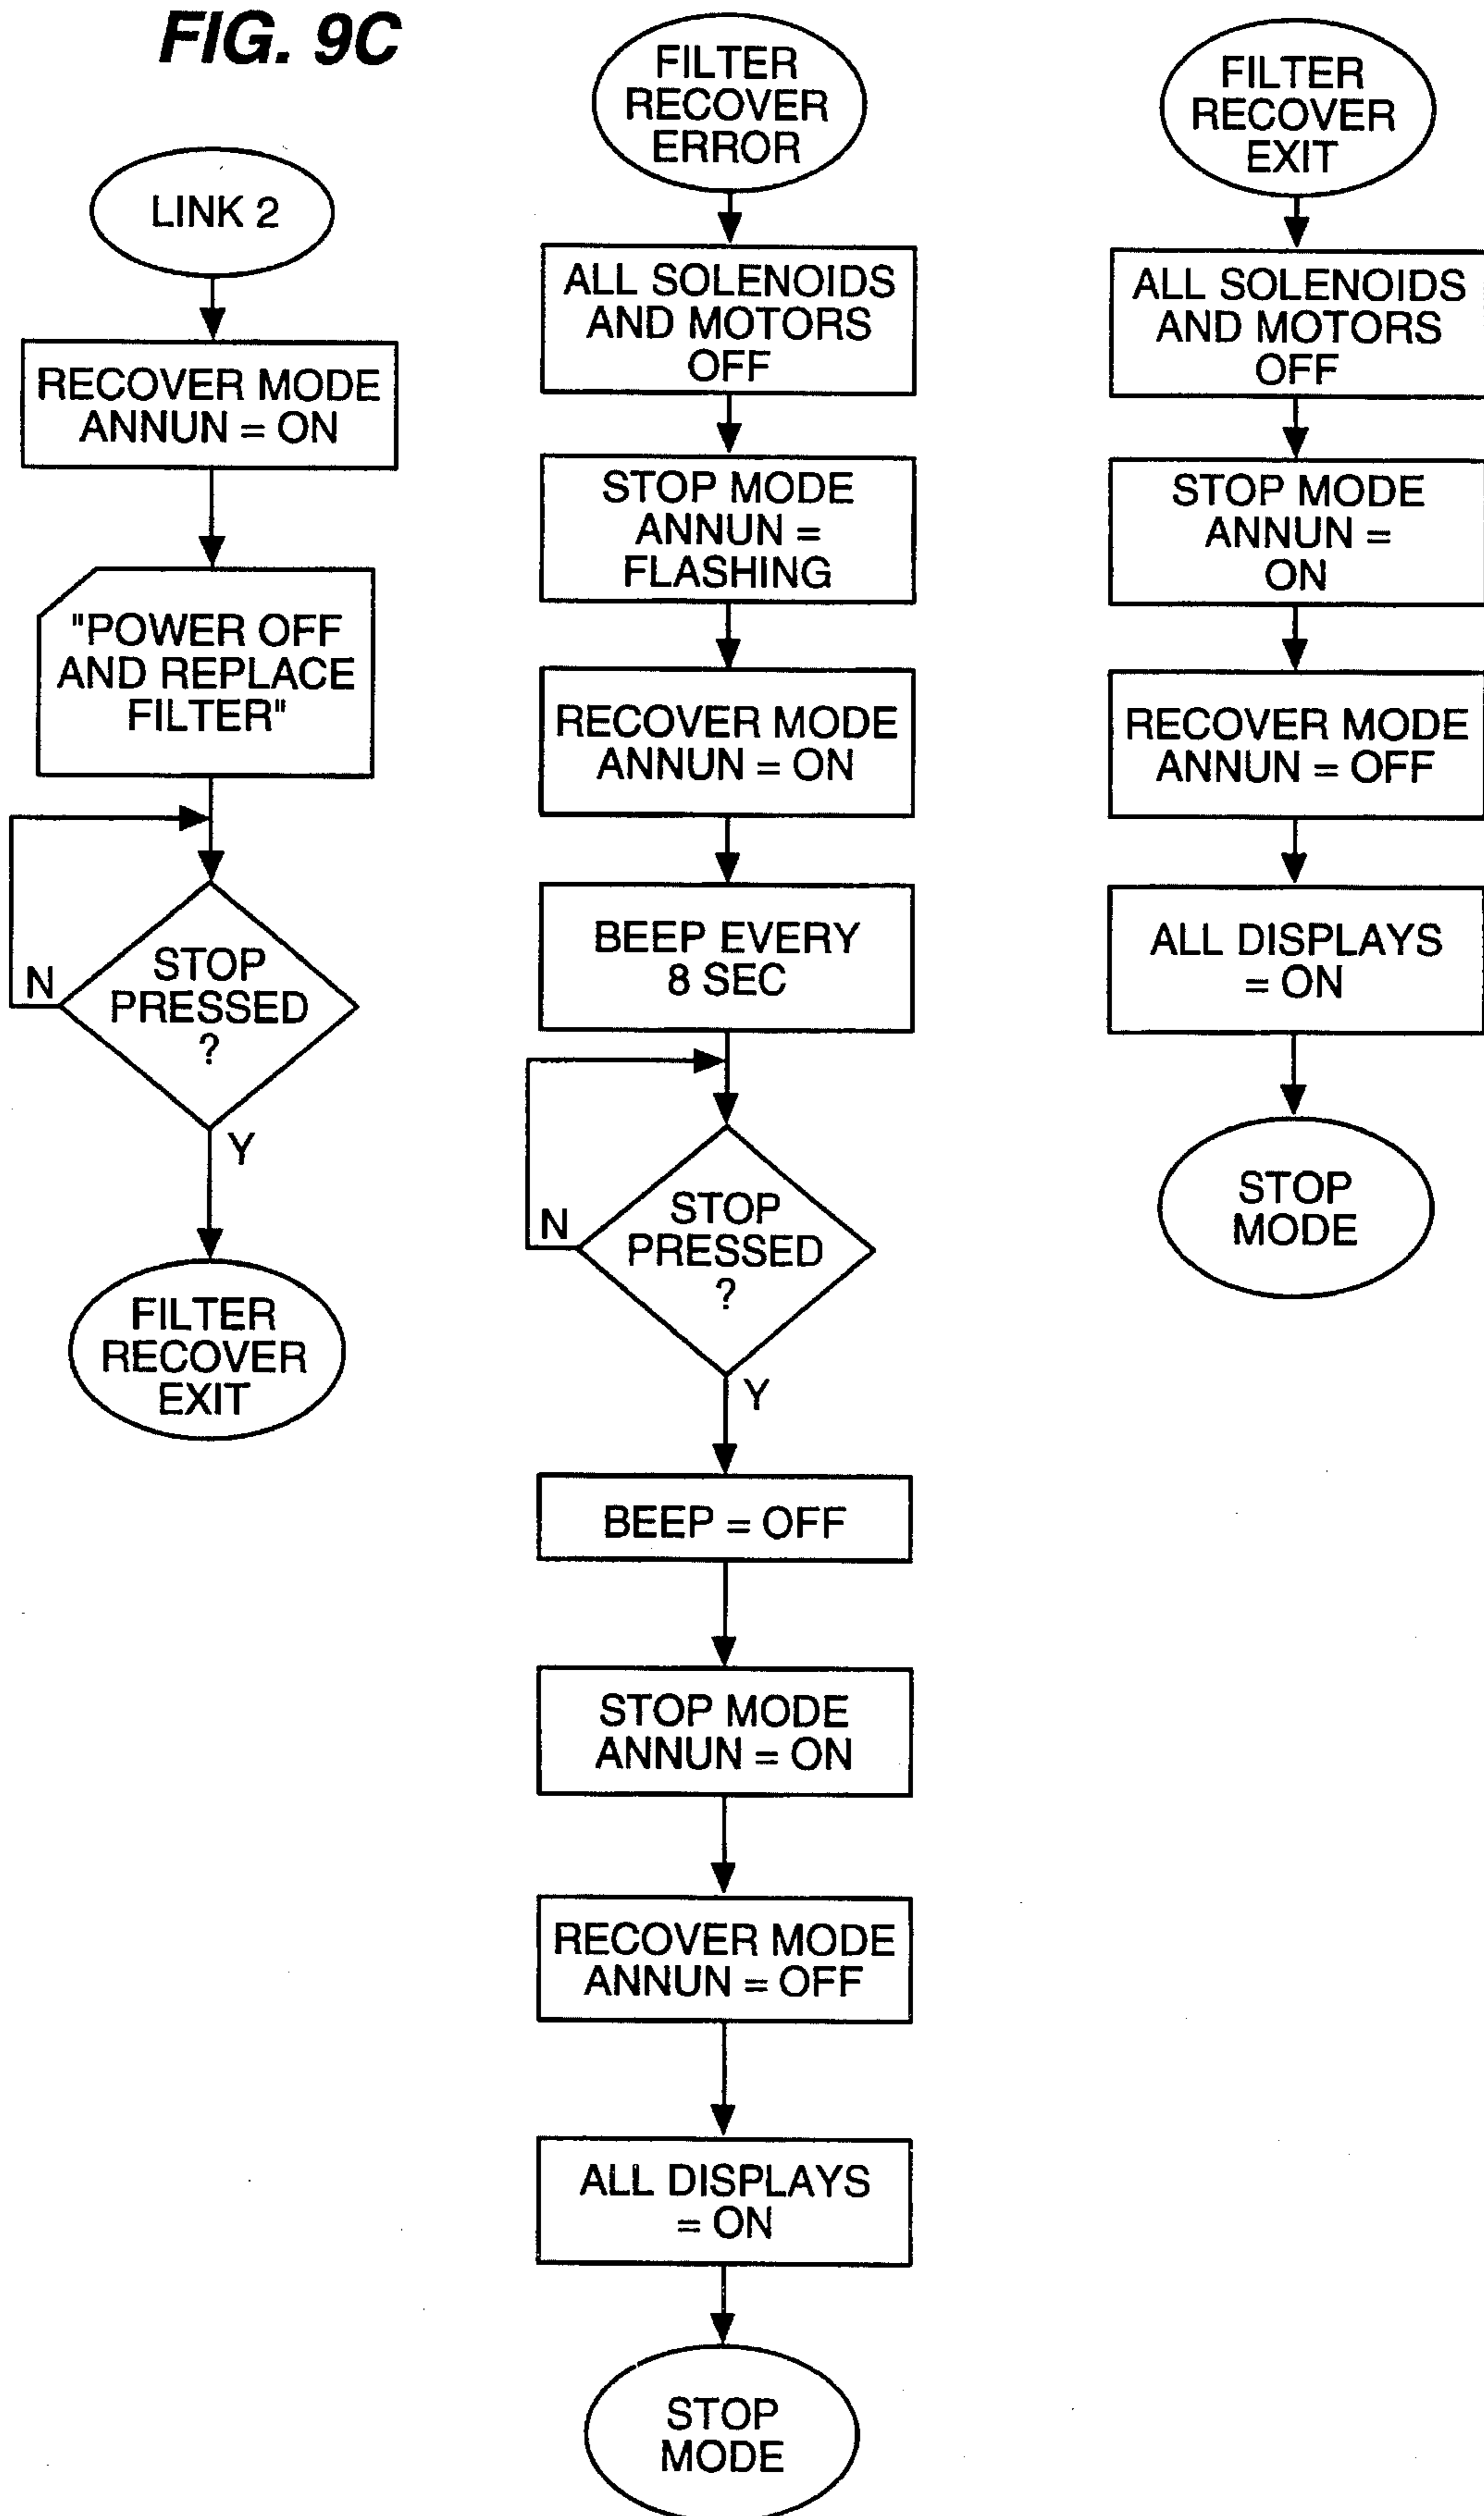 FIG. 9C
LINK 2
RECOVER MODE
ANNUN = ON
"POWER OFF
AND REPLACE
FILTER"
STOP
PRESSED
?
N
Y
FILTER
RECOVER
EXIT
FILTER
RECOVER
ERROR
ALL SOLENOIDS
AND MOTORS
OFF
STOP MODE
ANNUN =
FLASHING
RECOVER MODE
ANNUN = ON
BEEP EVERY
8 SEC
STOP
PRESSED
?
N
Y
BEEP = OFF
STOP MODE
ANNUN = ON
RECOVER MODE
ANNUN = OFF
ALL DISPLAYS
= ON
STOP
MODE
FILTER
RECOVER
EXIT
ALL SOLENOIDS
AND MOTORS
OFF
STOP MODE
ANNUN =
ON
RECOVER MODE
ANNUN = OFF
ALL DISPLAYS
= ON
STOP
MODE